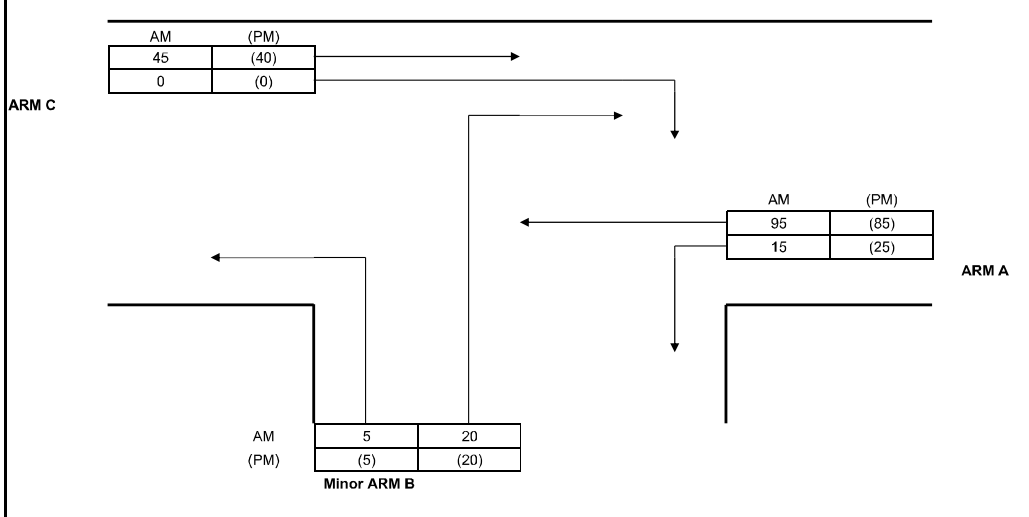 AM (PM)
45 (40)
0 (0)
ARM C
AM (PM)
95 (85)
15 (25)
ARM A
AM 5 20
(PM) (5) (20)
Minor ARM B